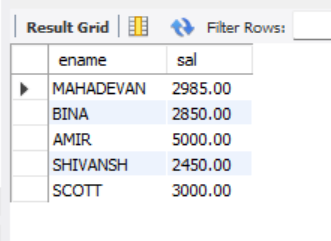 Result Grid Filter Rows:
ename sal
MAHADEVAN 2985.00
BINA 2850.00
AMIR 5000.00
SHIVANSH 2450.00
SCOTT 3000.00